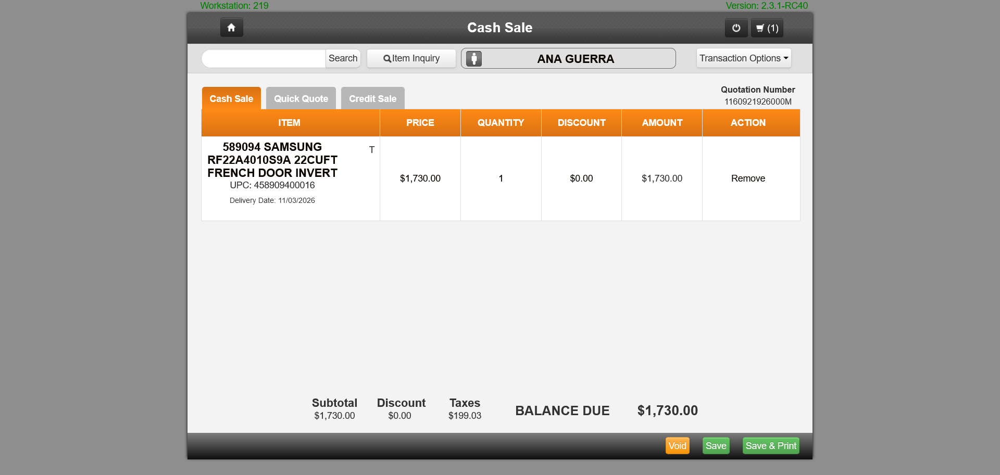 Workstation: 219
Version: 2.3.1-RC40
Cash Sale
(1)
Search
Item Inquiry
ANA GUERRA
Transaction Options
Cash Sale
Quick Quote
Credit Sale
Quotation Number
1160921926000M
ITEM
PRICE
QUANTITY
DISCOUNT
AMOUNT
ACTION
589094 SAMSUNG
RF22A4010S9A 22CUFT
FRENCH DOOR INVERT
UPC: 458909400016
Delivery Date: 11/03/2026
T
$1,730.00
1
$0.00
$1,730.00
Remove
Subtotal
$1,730.00
Discount
$0.00
Taxes
$199.03
BALANCE DUE
$1,730.00
Void
Save
Save & Print